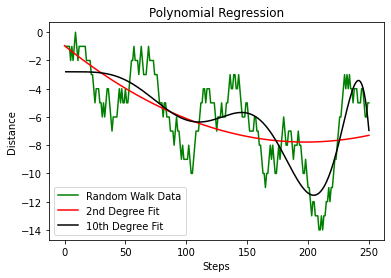 Polynomial Regression
0
−2
−4
−6
−8
−10
−12
−14
Distance
Random Walk Data
2nd Degree Fit
10th Degree Fit
0 50 100 150 200 250
Steps